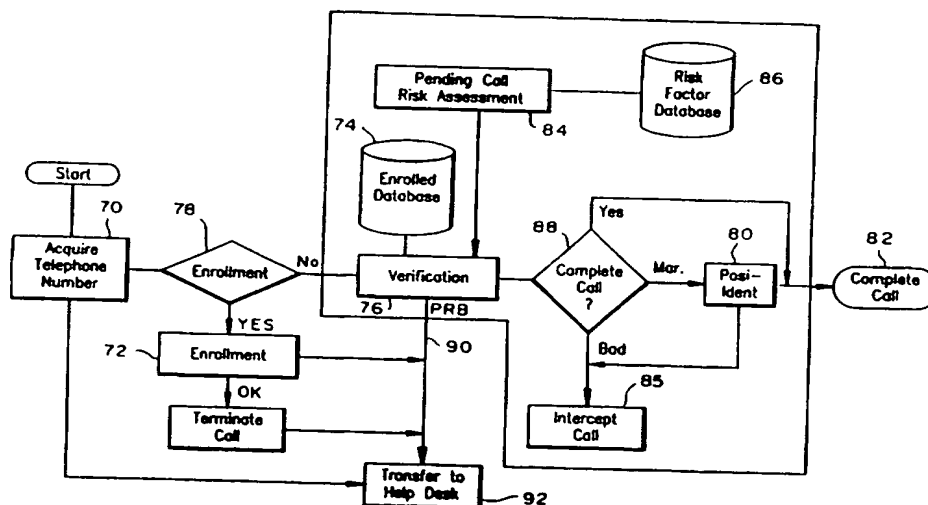 Pending Call
Risk Assessment
84
Risk
Factor
Database
86
74
Enrolled
Database
Start
70
Acquire
Telephone
Number
78
Enrollment
No
Verification
76
PRB
90
88
Complete
Call
?
Yes
Mar.
80
Posi-
Ident
82
Complete
Call
YES
72
Enrollment
OK
Terminate
Call
Bad
85
Intercept
Call
Transfer to
Help Desk
92